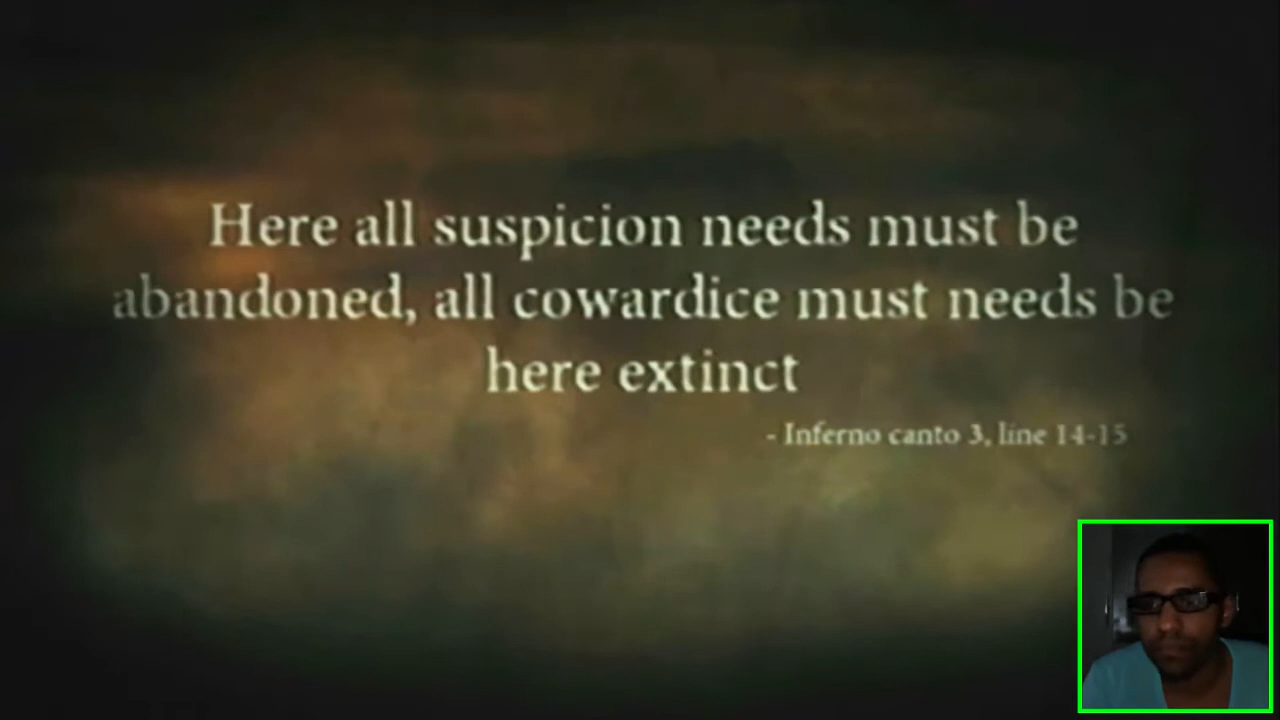 Here all suspicion needs must be
abandoned, all cowardice must needs be
here extinct
- Inferno canto 3, line 14-15